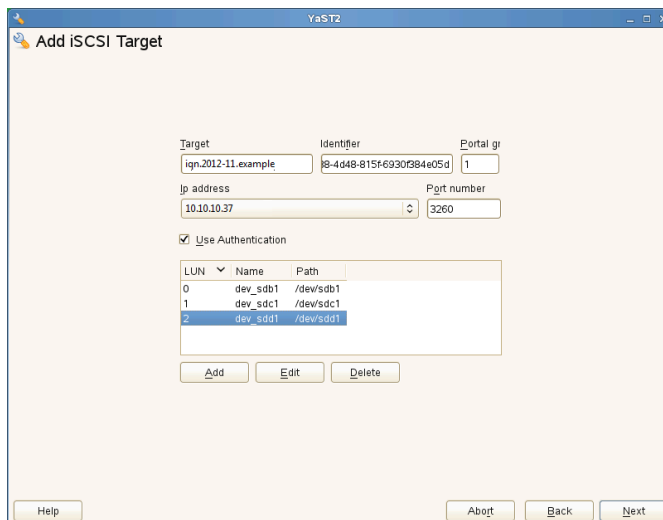 YaST2
Add iSCSI Target
Target Identifier Portal gr
iqn.2012-11.example 38-4d48-815f-6930f384e05d 1
Ip address Port number
10.10.10.37 3260
Use Authentication
LUN Name Path
0 dev_sdb1 /dev/sdb1
1 dev_sdc1 /dev/sdc1
2 dev_sdd1 /dev/sdd1
Add Edit Delete
Help Abort Back Next